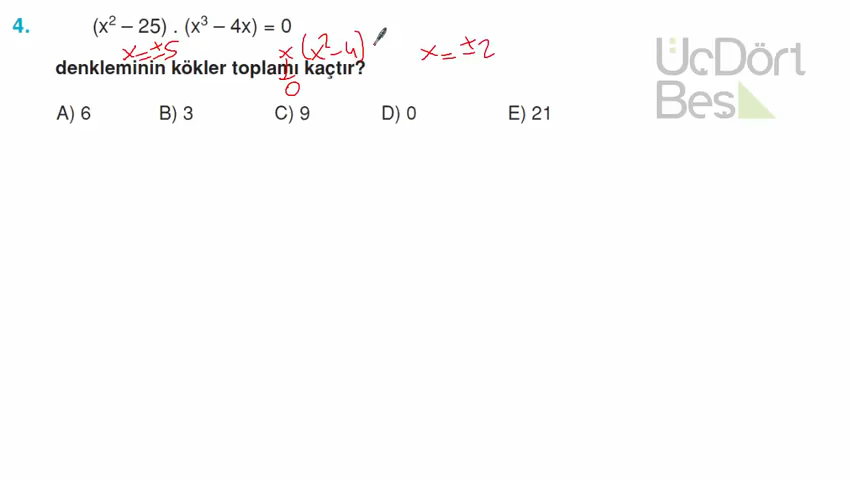 4. (x² – 25) . (x³ – 4x) = 0
x = ±5 x (x² – 4) x = ±2
denkleminin kökler toplamı kaçtır?
0
A) 6 B) 3 C) 9 D) 0 E) 21
ÜçDört
Beş